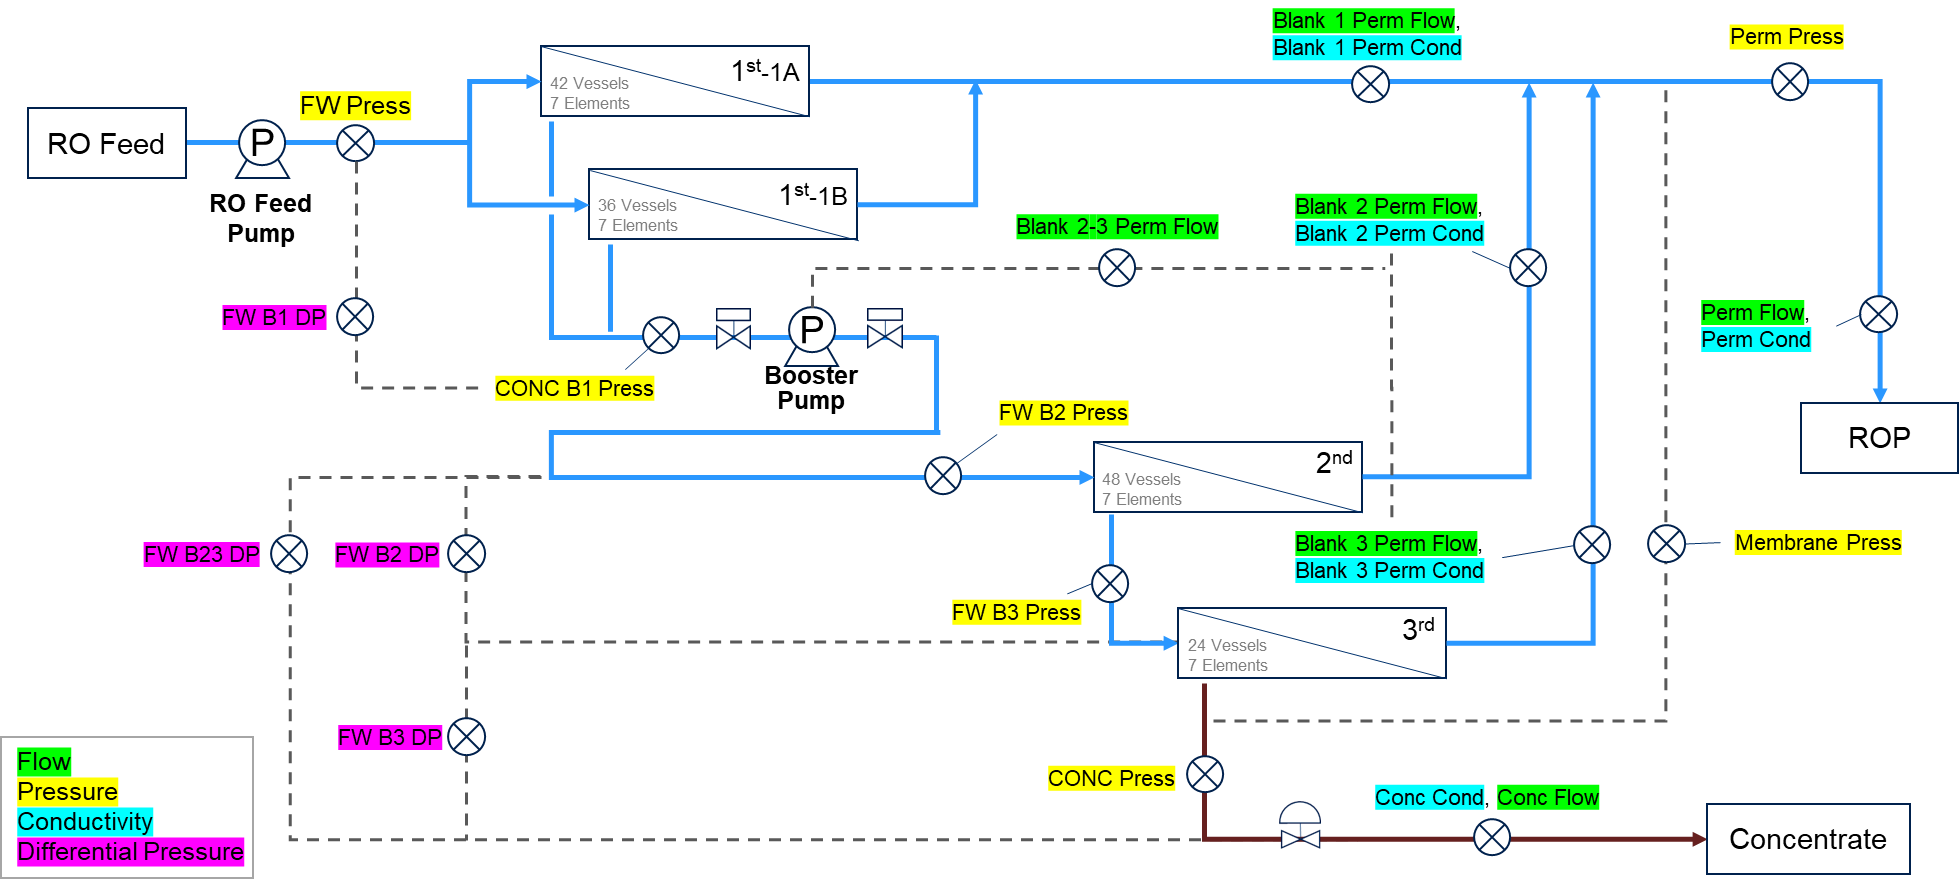 Blank 1 Perm Flow,
Blank 1 Perm Cond
Perm Press
1st-1A
42 Vessels
7 Elements
FW Press
RO Feed
P
RO Feed
Pump
1st-1B
36 Vessels
7 Elements
Blank 2-3 Perm Flow
Blank 2 Perm Flow,
Blank 2 Perm Cond
FW B1 DP
P
Booster
Pump
CONC B1 Press
Perm Flow,
Perm Cond
FW B2 Press
ROP
2nd
48 Vessels
7 Elements
FW B23 DP
FW B2 DP
Blank 3 Perm Flow,
Blank 3 Perm Cond
Membrane Press
FW B3 Press
3rd
24 Vessels
7 Elements
FW B3 DP
CONC Press
Conc Cond, Conc Flow
Concentrate
Flow
Pressure
Conductivity
Differential Pressure